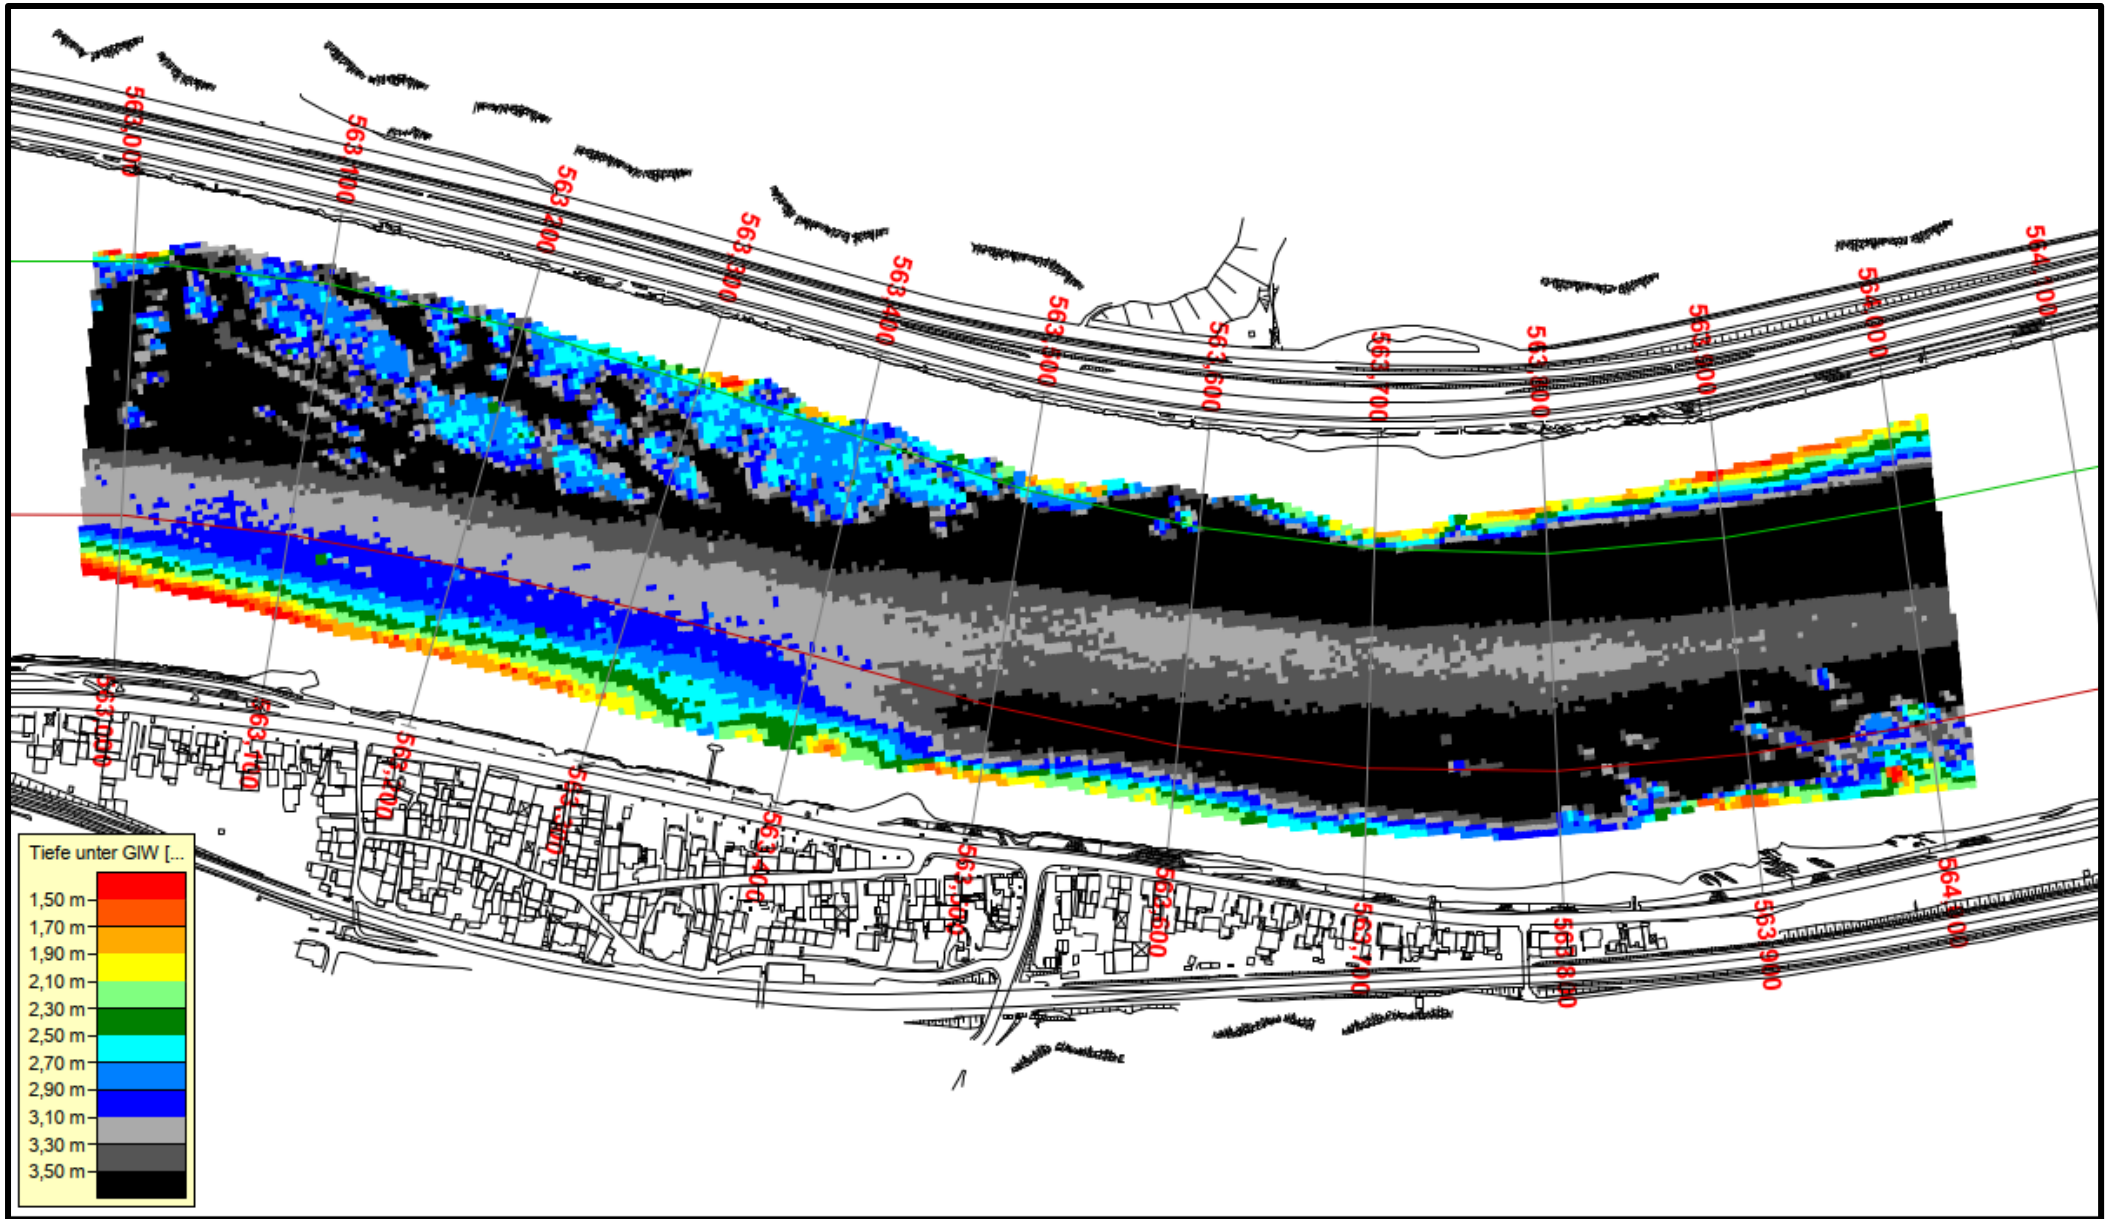 563,000
563,100
563,200
563,300
563,400
563,500
563,600
563,700
563,800
563,900
564,000
564,100
563,000
563,100
563,200
563,300
563,400
563,500
563,600
563,700
563,800
563,900
564,000
Tiefe unter GlW [...
1,50 m
1,70 m
1,90 m
2,10 m
2,30 m
2,50 m
2,70 m
2,90 m
3,10 m
3,30 m
3,50 m